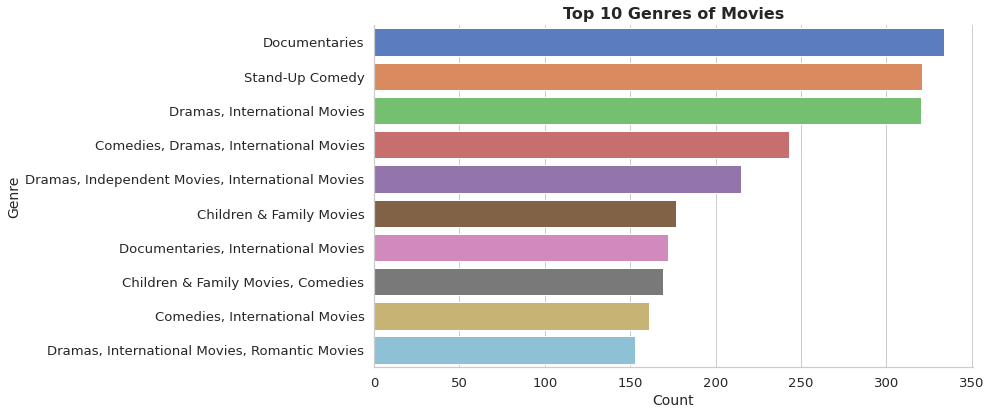 Top 10 Genres of Movies
Genre
Documentaries
Stand-Up Comedy
Dramas, International Movies
Comedies, Dramas, International Movies
Dramas, Independent Movies, International Movies
Children & Family Movies
Documentaries, International Movies
Children & Family Movies, Comedies
Comedies, International Movies
Dramas, International Movies, Romantic Movies
0 50 100 150 200 250 300 350
Count